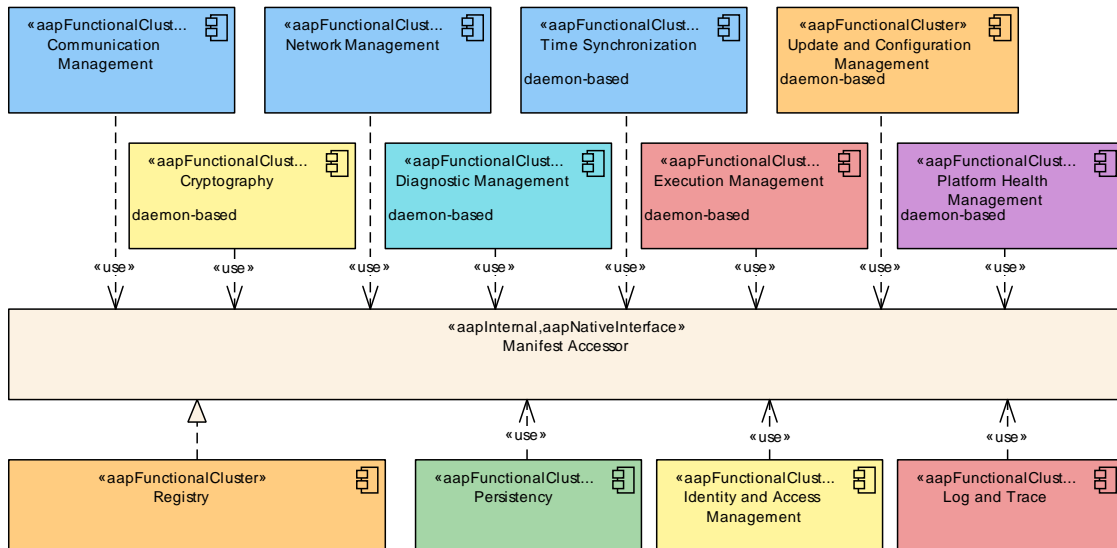 «aapFunctionalClust...
Communication
Management
«aapFunctionalClust...
Network Management
«aapFunctionalClust...
Time Synchronization
daemon-based
«aapFunctionalCluster»
Update and Configuration
Management
daemon-based
«aapFunctionalClust...
Cryptography
daemon-based
«aapFunctionalClust...
Diagnostic Management
daemon-based
«aapFunctionalClust...
Execution Management
daemon-based
«aapFunctionalClust...
Platform Health
Management
daemon-based
«use»
«use»
«use»
«use»
«use»
«use»
«use»
«use»
«aapInternal,aapNativeInterface»
Manifest Accessor
«use»
«use»
«use»
«aapFunctionalCluster»
Registry
«aapFunctionalClust...
Persistency
«aapFunctionalClust...
Identity and Access
Management
«aapFunctionalClust...
Log and Trace